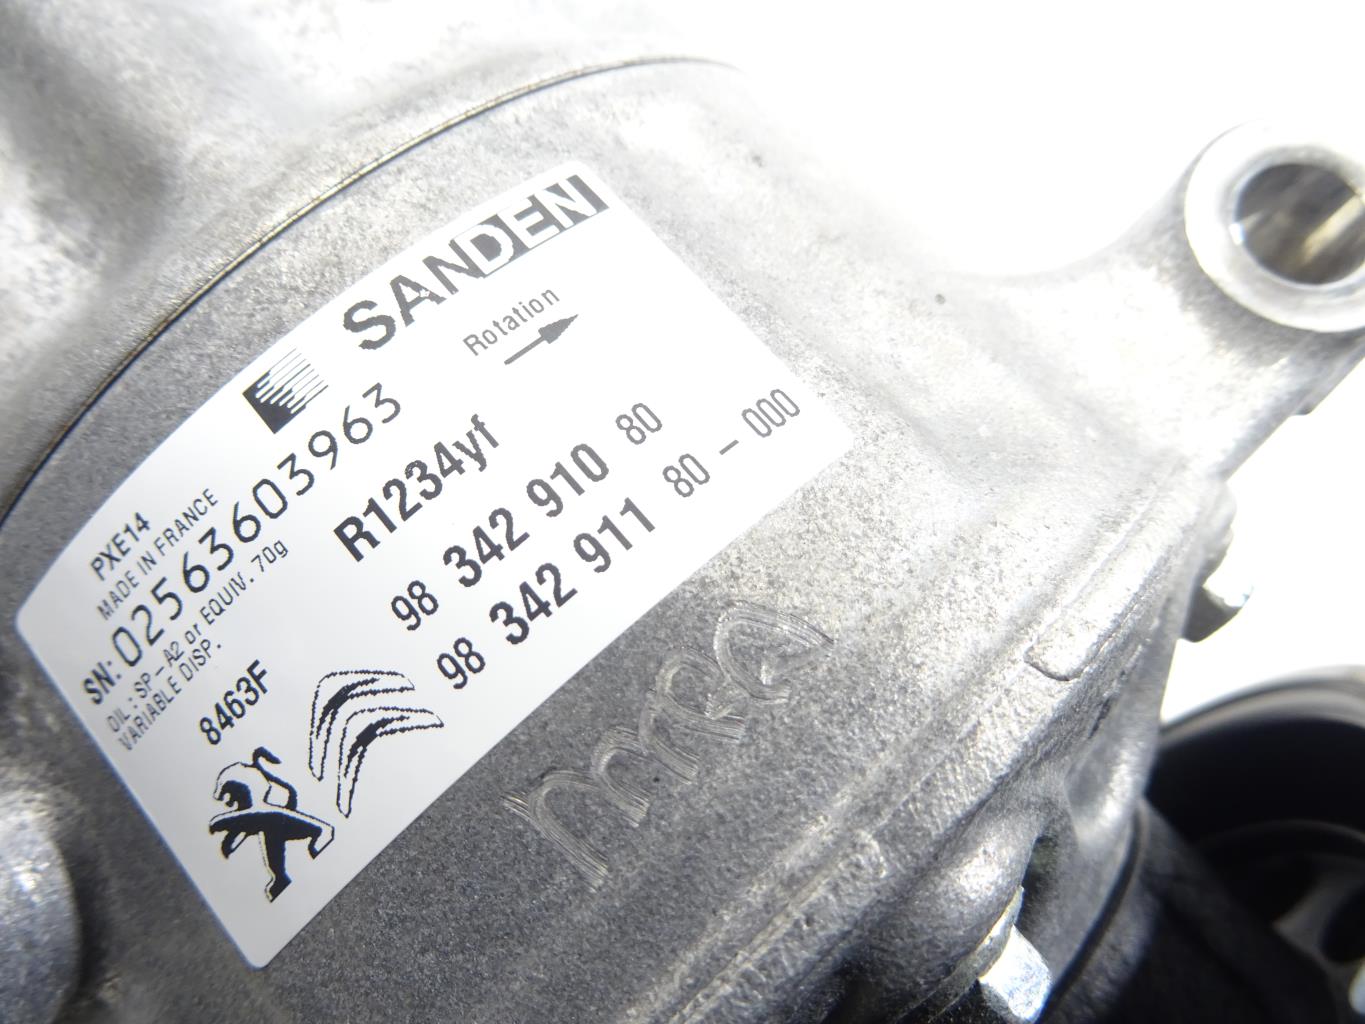 SANDEN
Rotation
PXE14
MADE IN FRANCE
SN: 02563603963
OIL: SP-A2 or EQUIV. 70g
VARIABLE DISP.
R1234yf
98 342 910 80
98 342 911 80 - 000
8463F